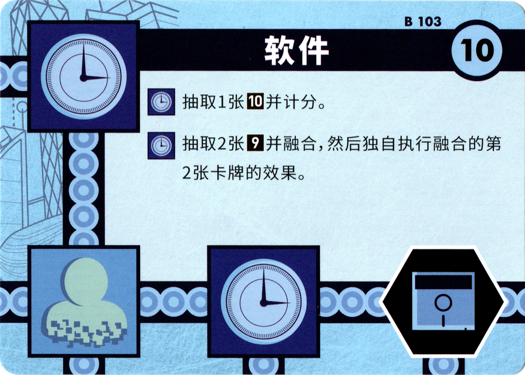 B 103
软件
10
抽取1张10并计分。
抽取2张9并融合，然后独自执行融合的第
2张卡牌的效果。